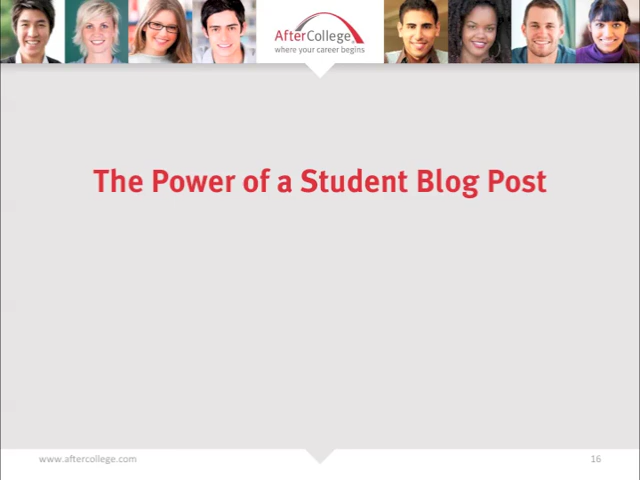 AfterCollege
where your career begins
The Power of a Student Blog Post
www.aftercollege.com
16